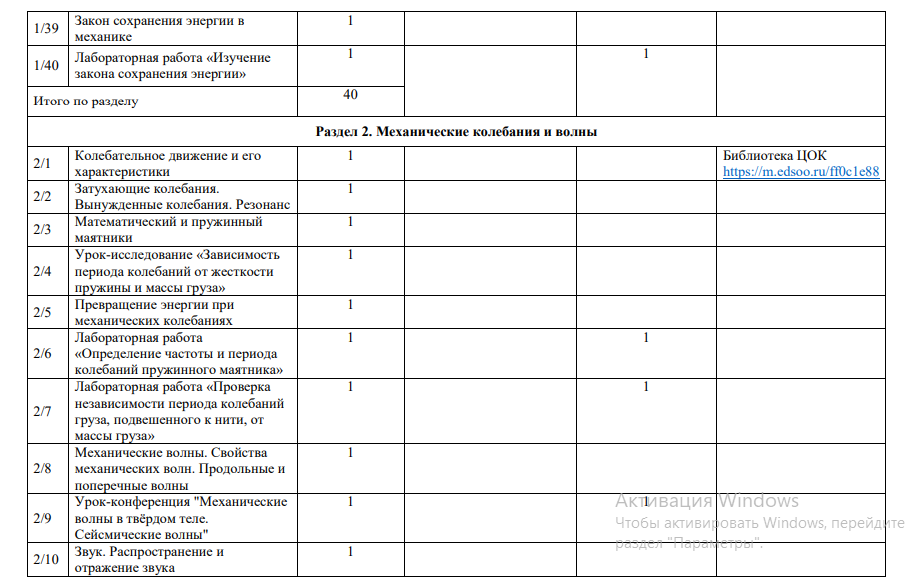 1/39 Закон сохранения энергии в 1
механике
1/40 Лабораторная работа «Изучение 1 1
закона сохранения энергии»
Итого по разделу 40
Раздел 2. Механические колебания и волны
2/1 Колебательное движение и его 1 Библиотека ЦОК
характеристики https://m.edsoo.ru/ff0c1e88
2/2 Затухающие колебания. 1
Вынужденные колебания. Резонанс
2/3 Математический и пружинный 1
маятники
2/4 Урок-исследование «Зависимость 1
периода колебаний от жесткости
пружины и массы груза»
2/5 Превращение энергии при 1
механических колебаниях
2/6 Лабораторная работа 1 1
«Определение частоты и периода
колебаний пружинного маятника»
2/7 Лабораторная работа «Проверка 1 1
независимости периода колебаний
груза, подвешенного к нити, от
массы груза»
2/8 Механические волны. Свойства 1
механических волн. Продольные и
поперечные волны
2/9 Урок-конференция "Механические 1 1
волны в твёрдом теле.
Сейсмические волны"
2/10 Звук. Распространение и 1
отражение звука
Активация Windows
Чтобы активировать Windows, перейдите
раздел "Параметры".